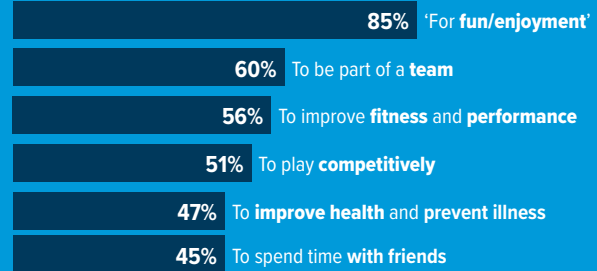 85% ‘For fun/enjoyment’
60% To be part of a team
56% To improve fitness and performance
51% To play competitively
47% To improve health and prevent illness
45% To spend time with friends